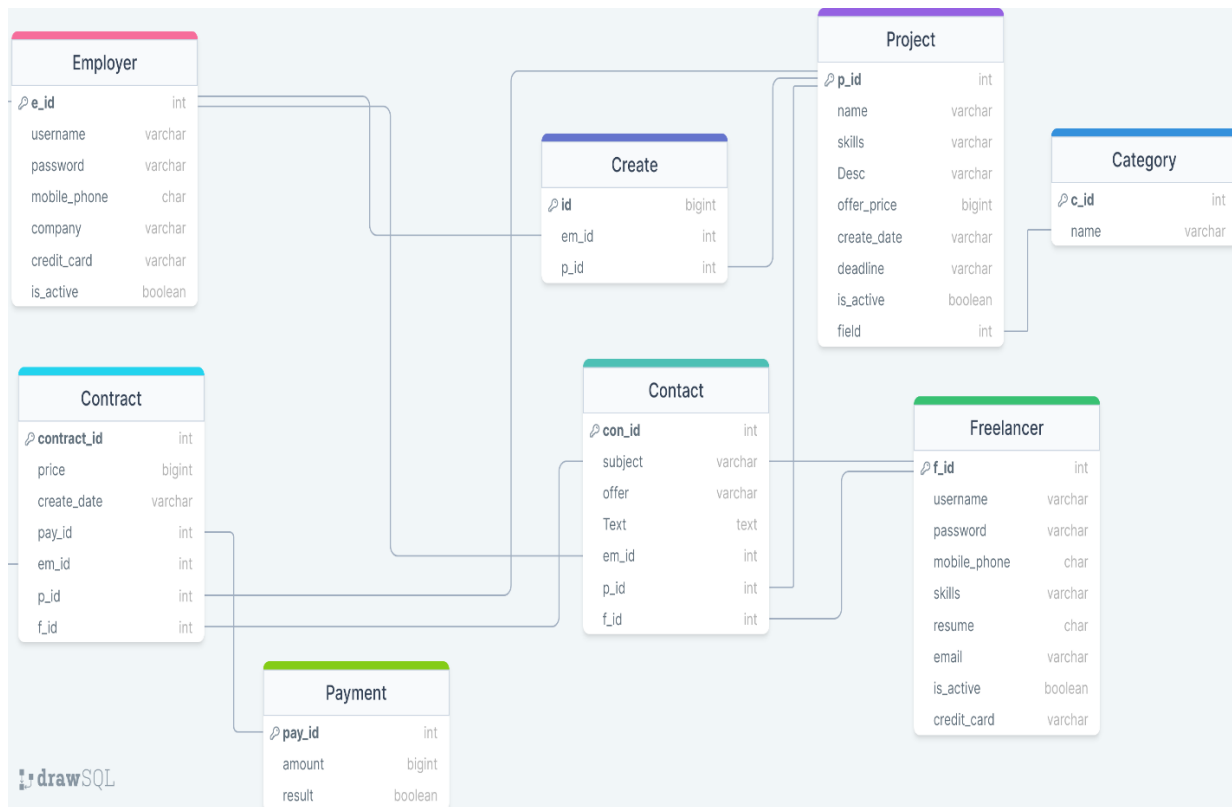 Employer
e_id int
username varchar
password varchar
mobile_phone char
company varchar
credit_card varchar
is_active boolean
Create
id bigint
em_id int
p_id int
Project
p_id int
name varchar
skills varchar
Desc varchar
offer_price bigint
create_date varchar
deadline varchar
is_active boolean
field int
Category
c_id int
name varchar
Contract
contract_id int
price bigint
create_date varchar
pay_id int
em_id int
p_id int
f_id int
Contact
con_id int
subject varchar
offer varchar
Text text
em_id int
p_id int
f_id int
Freelancer
f_id int
username varchar
password varchar
mobile_phone char
skills varchar
resume char
email varchar
is_active boolean
credit_card varchar
Payment
pay_id int
amount bigint
result boolean
drawSQL